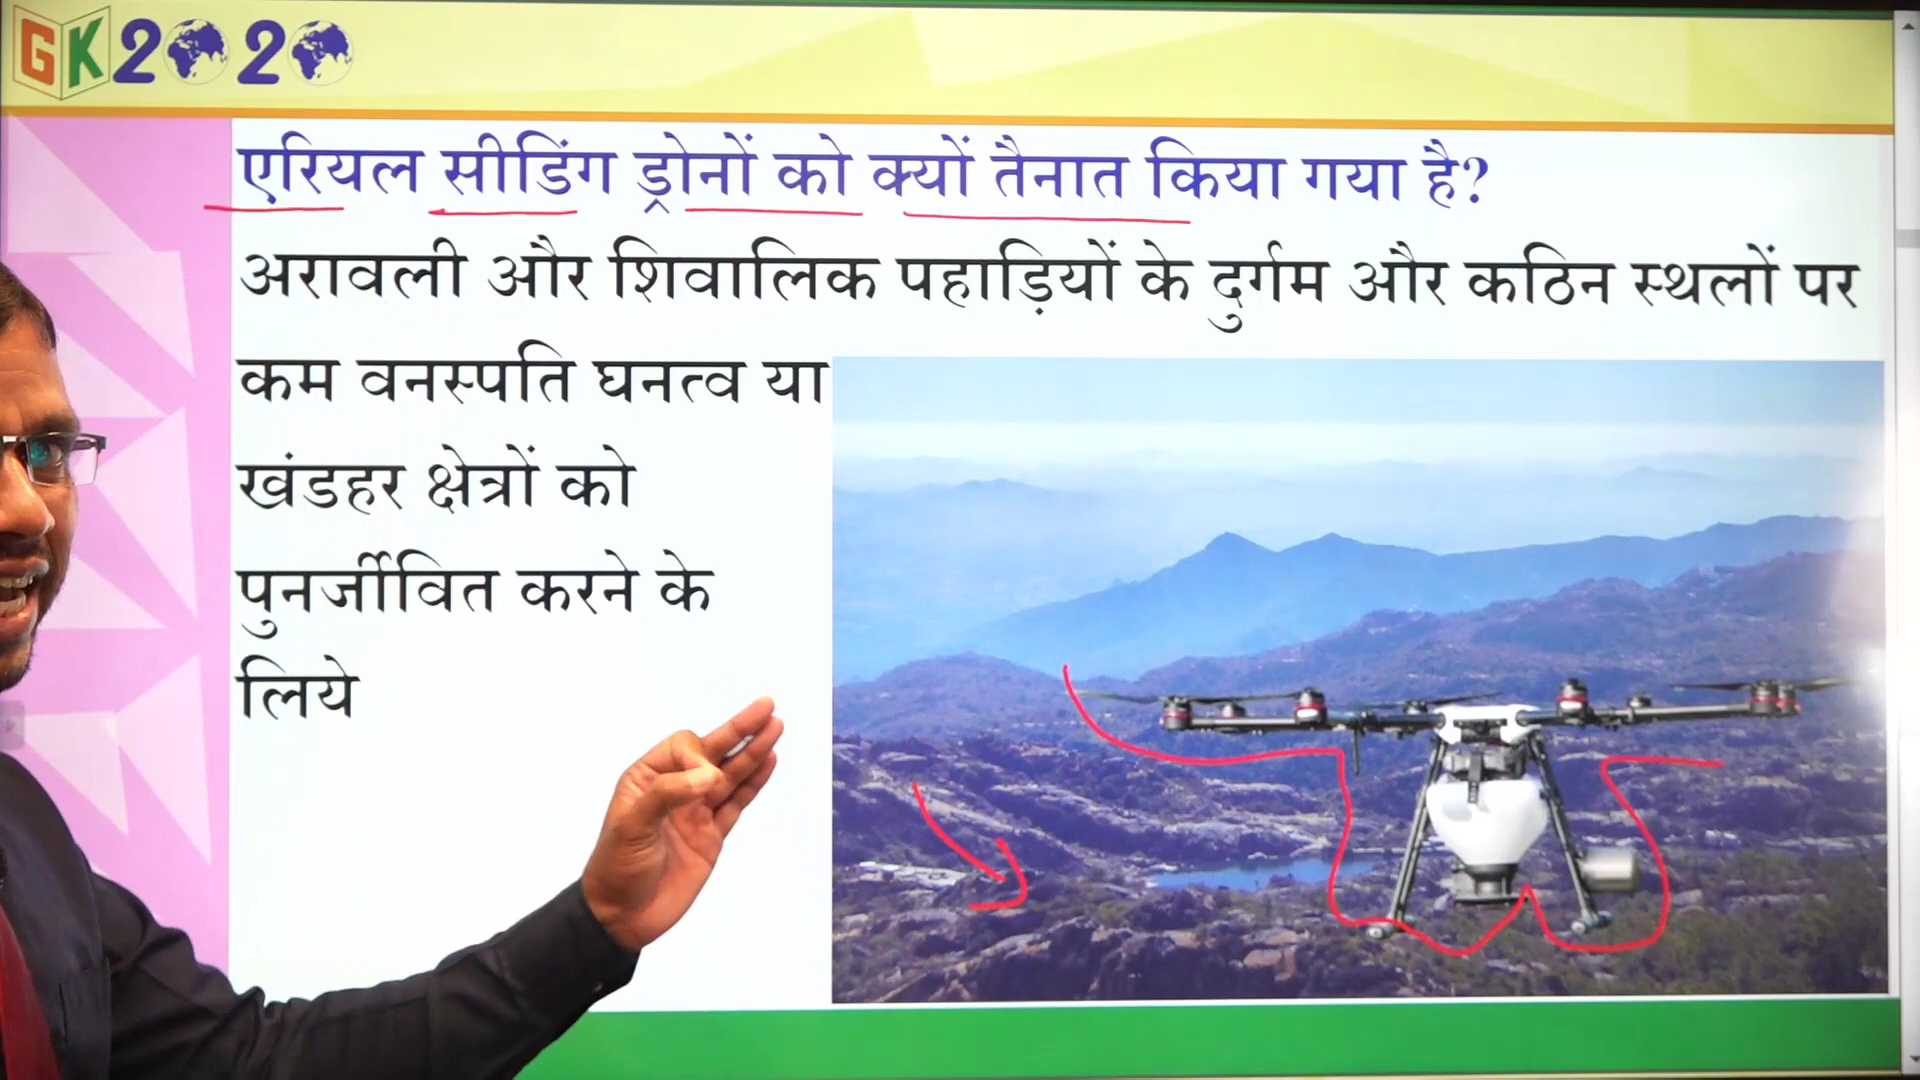 GK2020
एरियल सीडिंग ड्रोनों को क्यों तैनात किया गया है?
अरावली और शिवालिक पहाड़ियों के दुर्गम और कठिन स्थलों पर
कम वनस्पति घनत्व या
खंडहर क्षेत्रों को
पुनर्जीवित करने के
लिये